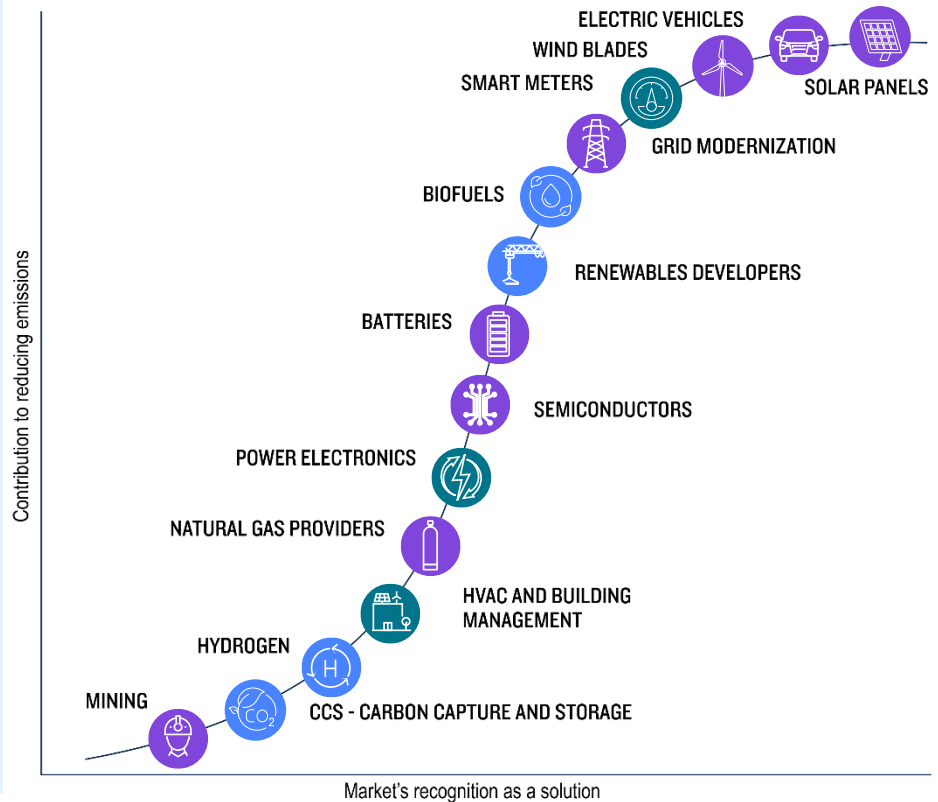 ELECTRIC VEHICLES
WIND BLADES
SMART METERS
SOLAR PANELS
GRID MODERNIZATION
BIOFUELS
RENEWABLES DEVELOPERS
BATTERIES
SEMICONDUCTORS
POWER ELECTRONICS
NATURAL GAS PROVIDERS
HVAC AND BUILDING
MANAGEMENT
HYDROGEN
H
MINING
CO₂
CCS - CARBON CAPTURE AND STORAGE
Contribution to reducing emissions
Market's recognition as a solution